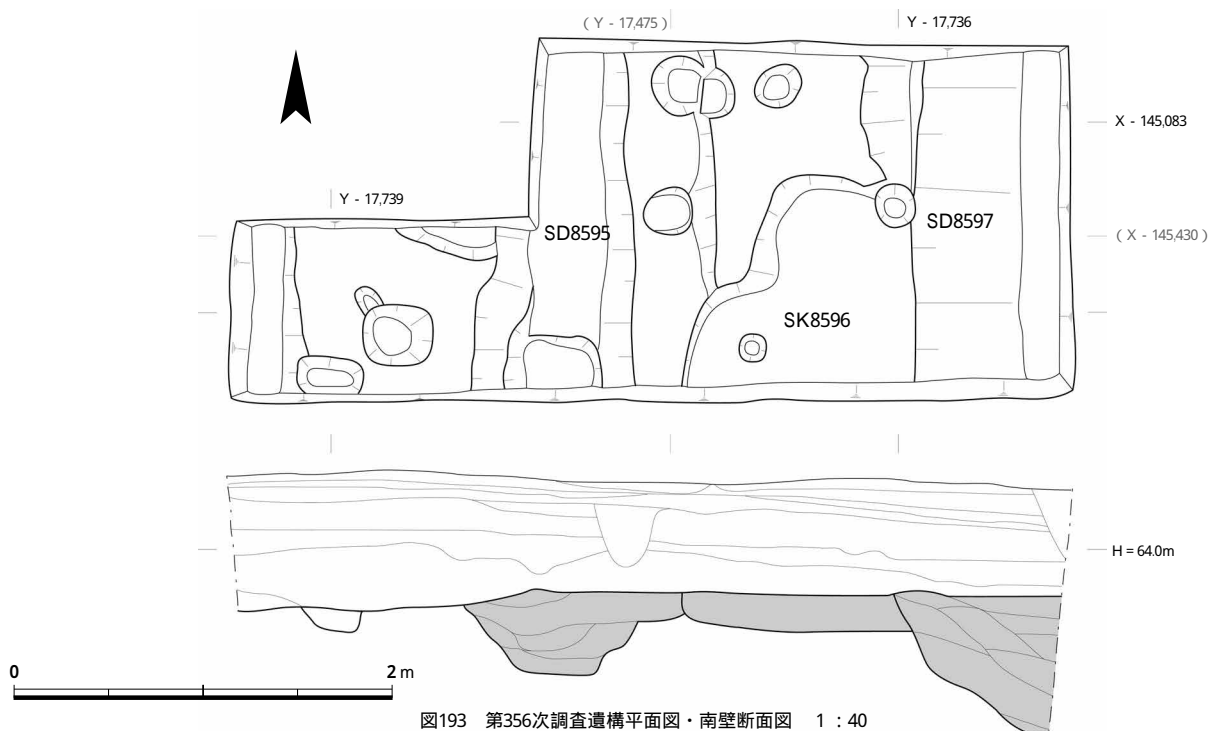 ( Y - 17,475 )
Y - 17,736
X - 145,083
Y - 17,739
SD8595
SD8597
( X - 145,430 )
SK8596
H = 64.0m
0
2 m
図193 第356次調査遺構平面図・南壁断面図 1：40